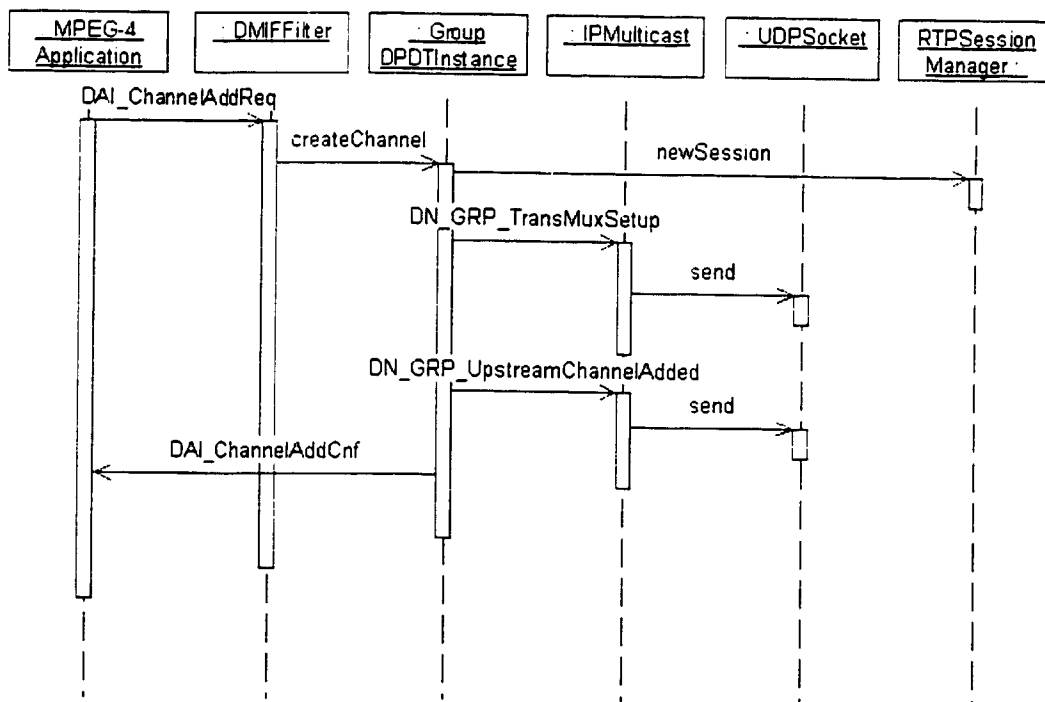 MPEG-4
Application
: DMIFFilter
: Group
DPDTInstance
: IPMulticast
: UDPSocket
RTPSession
Manager :
DAI_ChannelAddReq
createChannel
newSession
DN_GRP_TransMuxSetup
send
DN_GRP_UpstreamChannelAdded
send
DAI_ChannelAddCnf